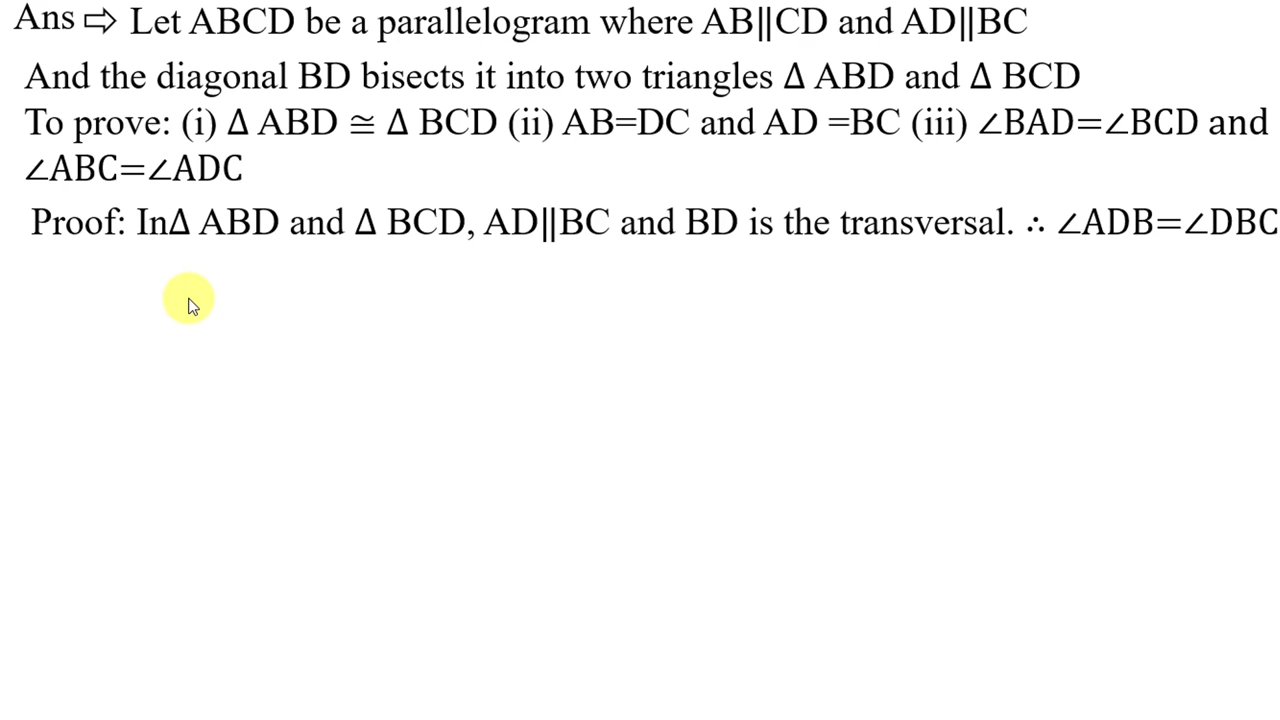 Ans ⇨ Let ABCD be a parallelogram where AB∥CD and AD∥BC
And the diagonal BD bisects it into two triangles Δ ABD and Δ BCD
To prove: (i) Δ ABD ≅ Δ BCD (ii) AB=DC and AD =BC (iii) ∠BAD=∠BCD and
∠ABC=∠ADC
Proof: InΔ ABD and Δ BCD, AD∥BC and BD is the transversal. ∴ ∠ADB=∠DBC